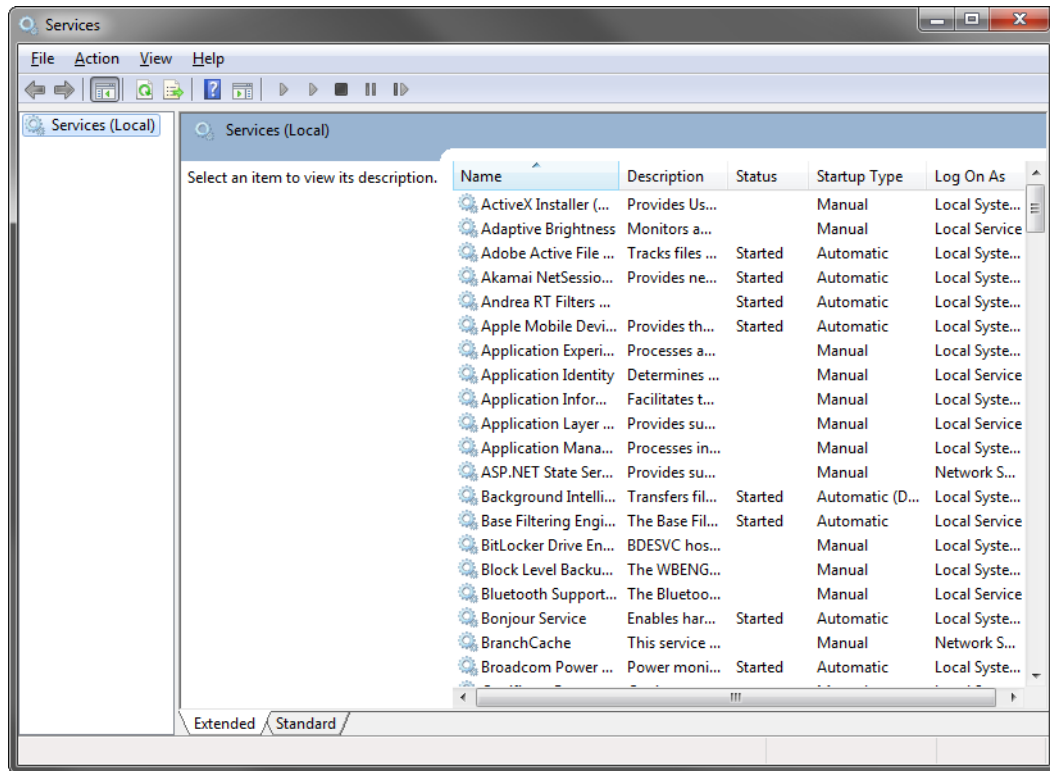 Services
File Action View Help
Services (Local)
Services (Local)
Select an item to view its description.
Name Description Status Startup Type Log On As
ActiveX Installer (... Provides Us... Manual Local Syste...
Adaptive Brightness Monitors a... Manual Local Service
Adobe Active File ... Tracks files ... Started Automatic Local Syste...
Akamai NetSessio... Provides ne... Started Automatic Local Syste...
Andrea RT Filters ... Started Automatic Local Syste...
Apple Mobile Devi... Provides th... Started Automatic Local Syste...
Application Experi... Processes a... Manual Local Syste...
Application Identity Determines ... Manual Local Service
Application Infor... Facilitates t... Manual Local Syste...
Application Layer ... Provides su... Manual Local Service
Application Mana... Processes in... Manual Local Syste...
ASP.NET State Ser... Provides su... Manual Network S...
Background Intelli... Transfers fil... Started Automatic (D... Local Syste...
Base Filtering Engi... The Base Fil... Started Automatic Local Service
BitLocker Drive En... BDESVC hos... Manual Local Syste...
Block Level Backu... The WBENG... Manual Local Syste...
Bluetooth Support... The Bluetoo... Manual Local Service
Bonjour Service Enables har... Started Automatic Local Syste...
BranchCache This service ... Manual Network S...
Broadcom Power ... Power moni... Started Automatic Local Syste...
Extended Standard